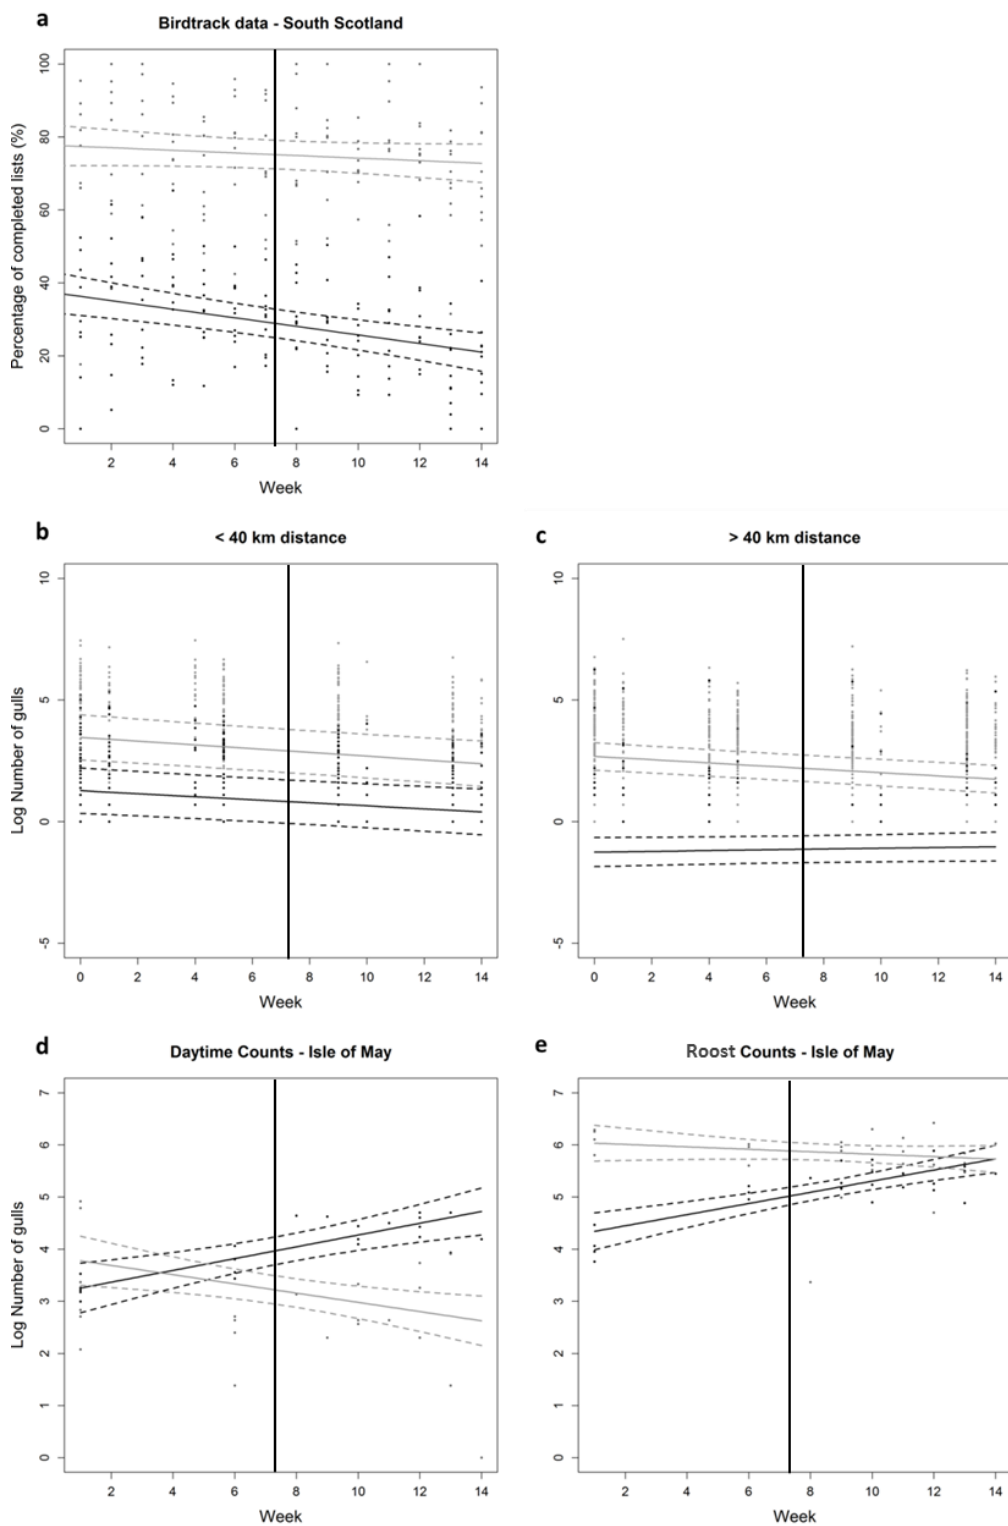 a
Birdtrack data - South Scotland
Percentage of completed lists (%)
100
80
60
40
20
0
2 4 6 8 10 12 14
Week
b
< 40 km distance
Log Number of gulls
10
5
0
-5
0 2 4 6 8 10 12 14
Week
c
> 40 km distance
10
5
0
-5
0 2 4 6 8 10 12 14
Week
d
Daytime Counts - Isle of May
Log Number of gulls
7
6
5
4
3
2
1
0
2 4 6 8 10 12 14
Week
e
Roost Counts - Isle of May
7
6
5
4
3
2
1
0
2 4 6 8 10 12 14
Week